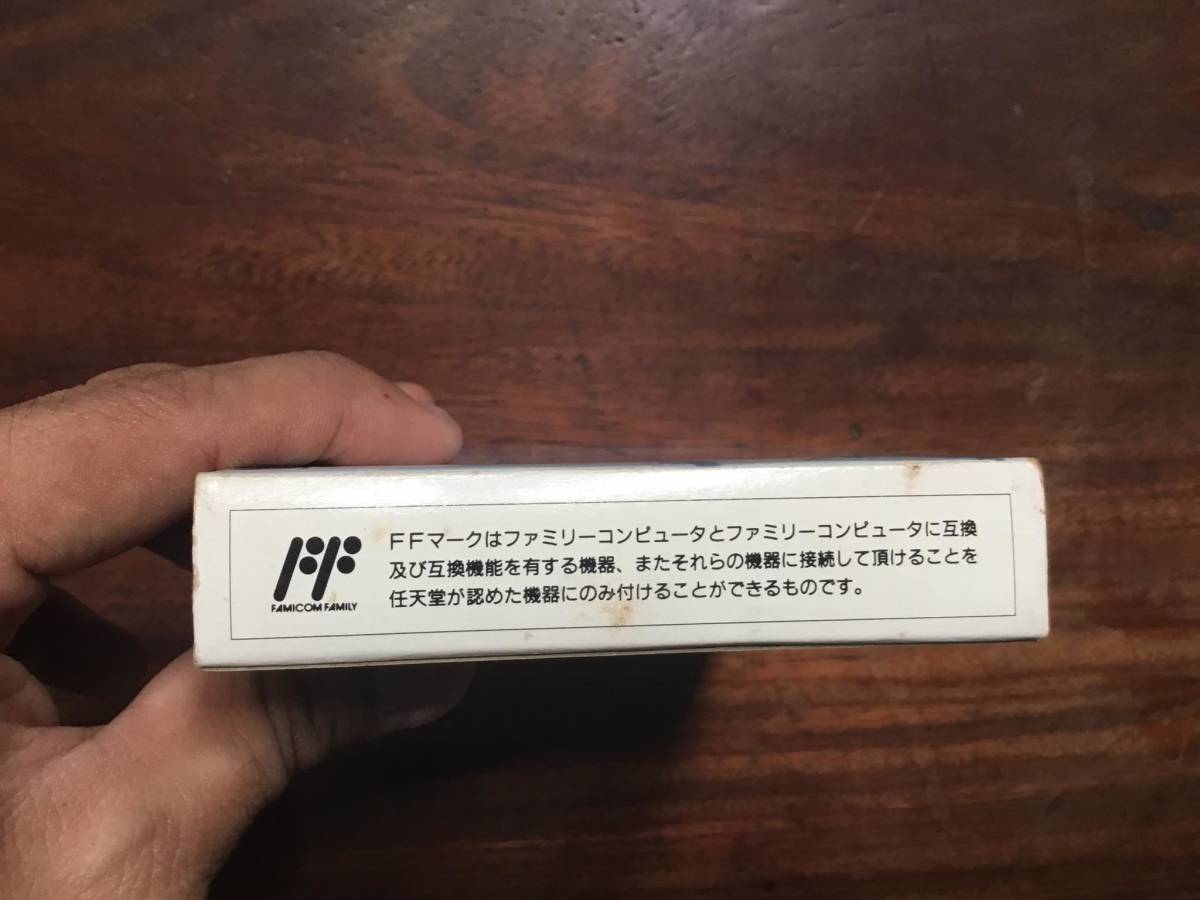 FF
FAMICOM FAMILY
FFマークはファミリーコンピュータとファミリーコンピュータに互換
及び互換機能を有する機器、またそれらの機器に接続して頂けることを
任天堂が認めた機器にのみ付けることができるものです。